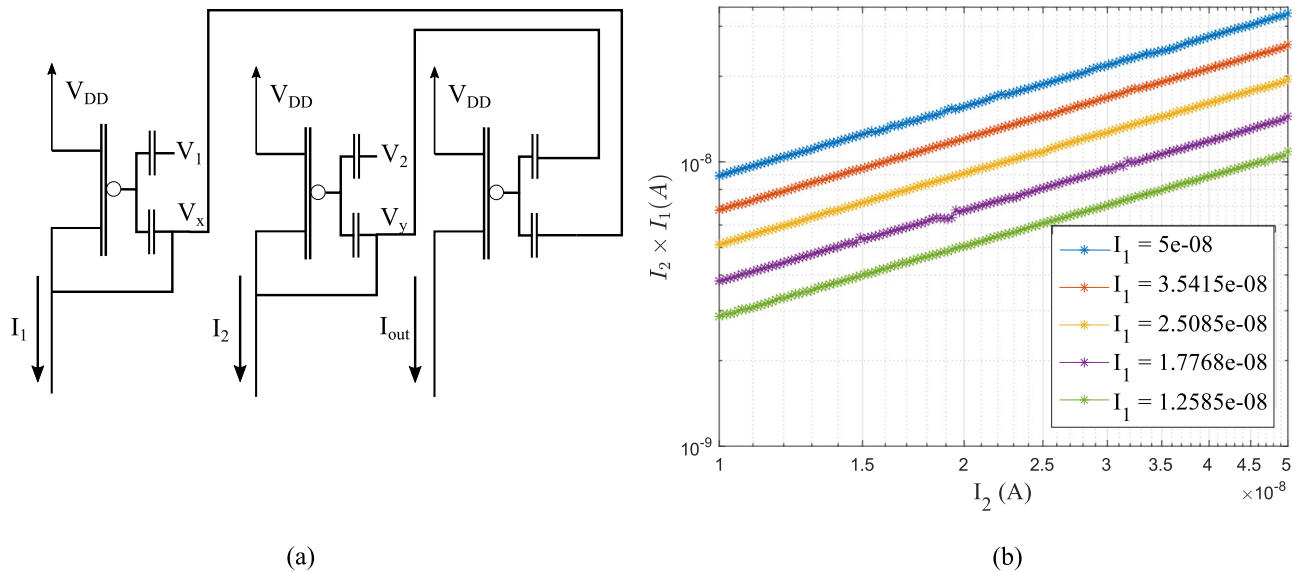 V_DD
V_DD
V_DD
V_1
V_2
V_x
V_y
I_1
I_2
I_out
(a)
I_2 × I_1(A)
10^-8
10^-9
I_1 = 5e-08
I_1 = 3.5415e-08
I_1 = 2.5085e-08
I_1 = 1.7768e-08
I_1 = 1.2585e-08
1 1.5 2 2.5 3 3.5 4 4.5 5
×10^-8
I_2 (A)
(b)